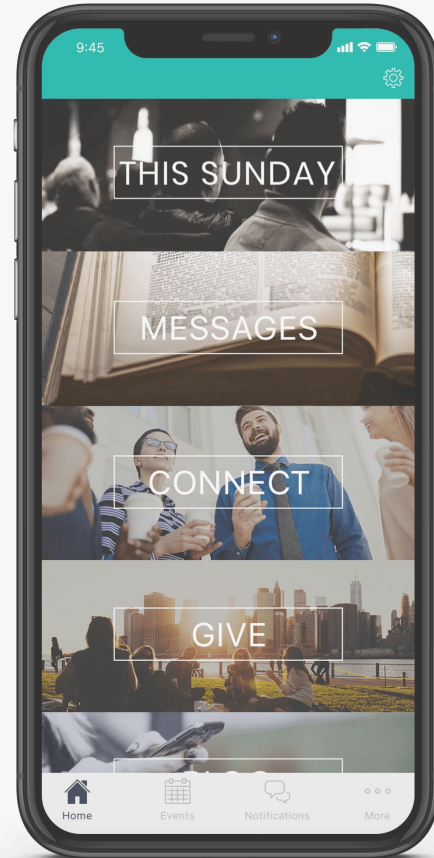 9:45
THIS SUNDAY
MESSAGES
CONNECT
GIVE
Home Events Notifications More